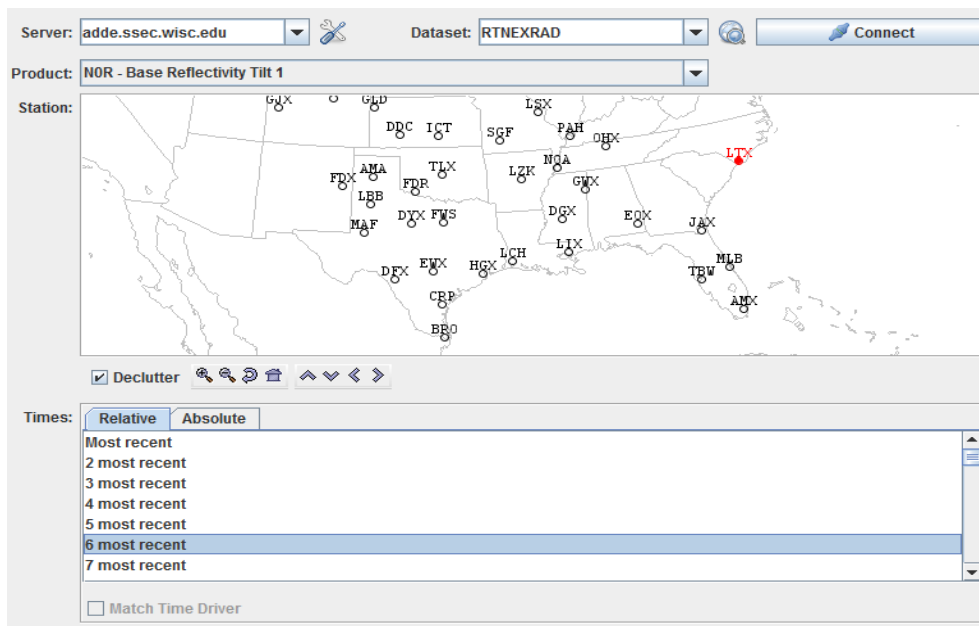 Server: adde.ssec.wisc.edu Dataset: RTNEXRAD Connect
Product: N0R - Base Reflectivity Tilt 1
Station:
GJX GLD LSX
DDC ICT SGF PAH OHX
LTX
FDX AMA TLX LZK NQA
FDR GWX
LBB
MAF DYX FWS DGX EOX JAX
LCH LIX
DFX EWX HGX TBW MLB
CRP AMX
BRO
Declutter
Times: Relative Absolute
Most recent
2 most recent
3 most recent
4 most recent
5 most recent
6 most recent
7 most recent
Match Time Driver